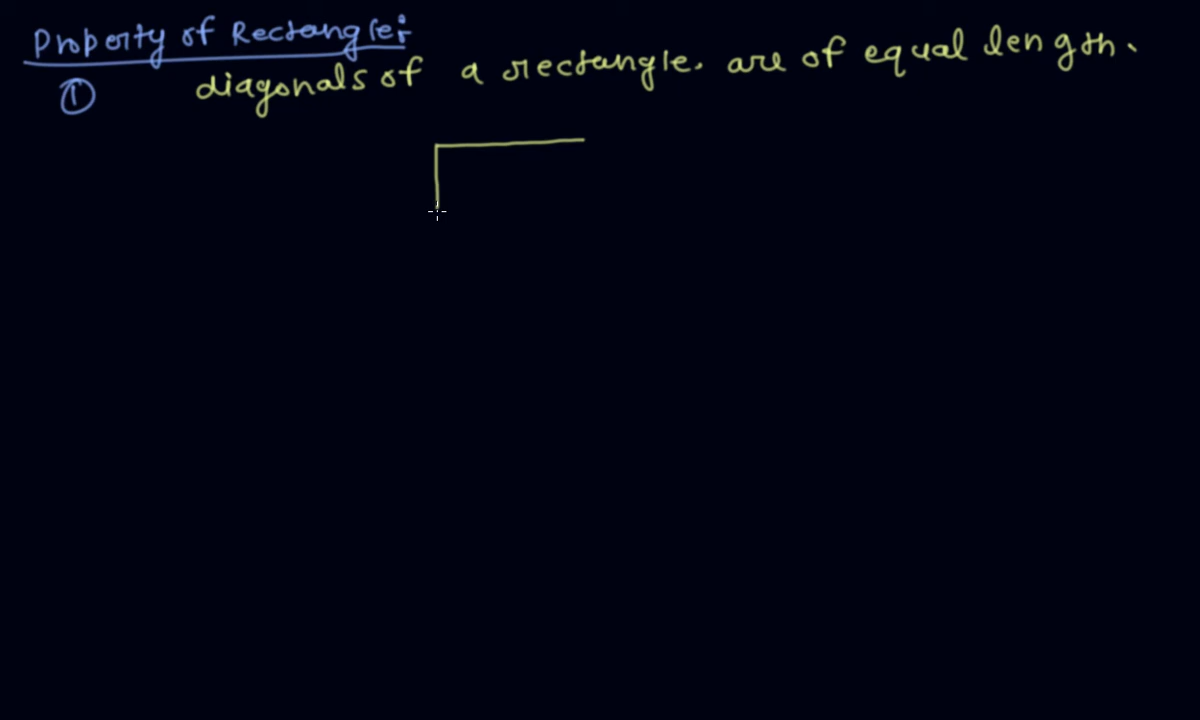 Property of Rectangle:
① diagonals of a rectangle. are of equal length.